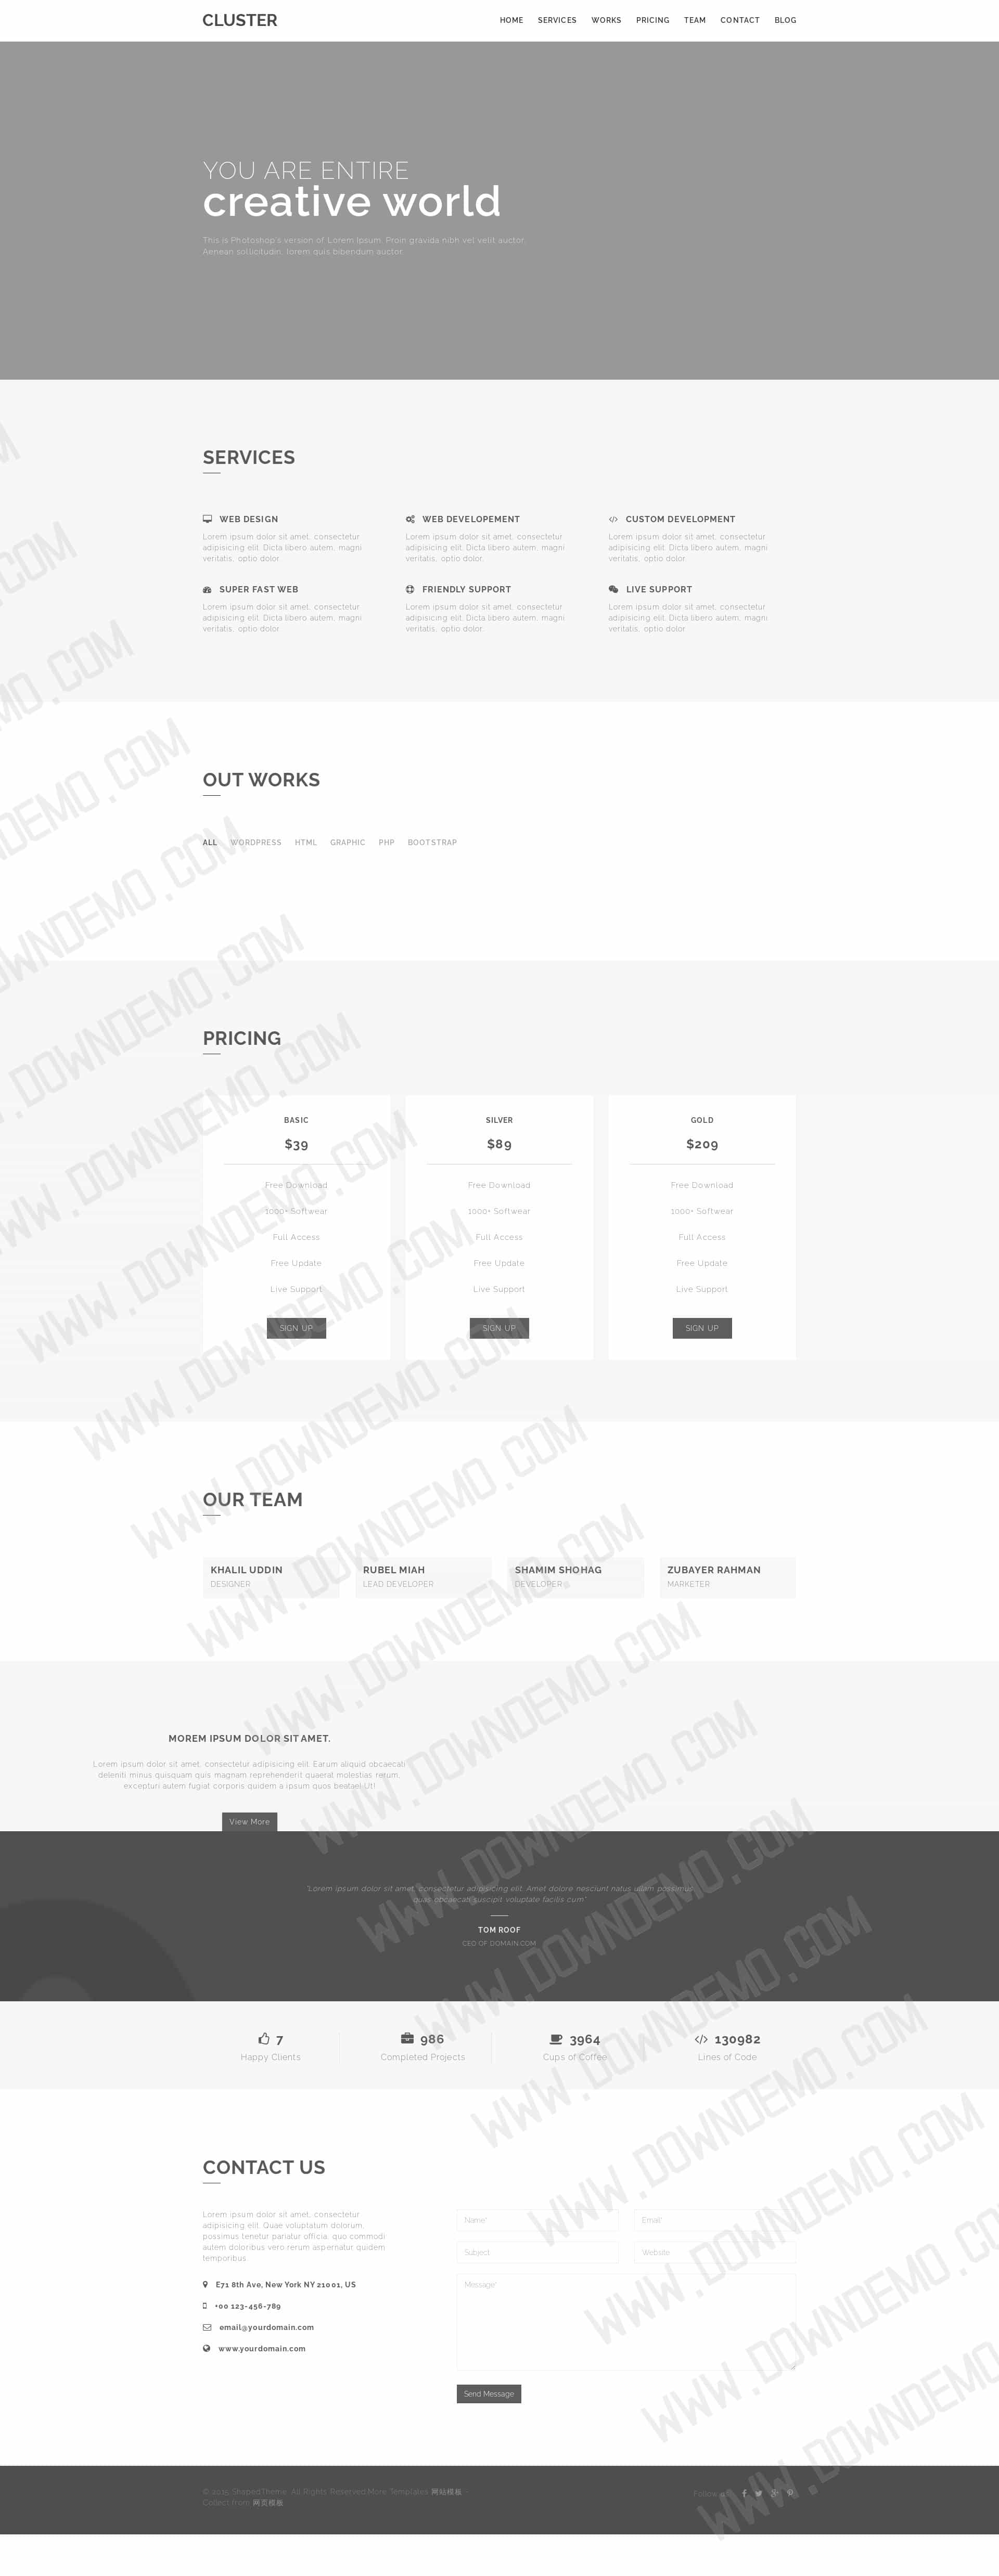 CLUSTER
HOME SERVICES WORKS PRICING TEAM CONTACT BLOG
YOU ARE ENTIRE
creative world
This is Photoshop's version of Lorem Ipsum. Proin gravida nibh vel velit auctor.
Aenean sollicitudin, lorem quis bibendum auctor
SERVICES
WEB DESIGN
Lorem ipsum dolor sit amet, consectetur
adipisicing elit. Dicta libero autem, magni
veritatis, optio dolor.
WEB DEVELOPEMENT
Lorem ipsum dolor sit amet, consectetur
adipisicing elit. Dicta libero autem, magni
veritatis, optio dolor.
CUSTOM DEVELOPMENT
Lorem ipsum dolor sit amet, consectetur
adipisicing elit. Dicta libero autem, magni
veritatis, optio dolor.
SUPER FAST WEB
Lorem ipsum dolor sit amet, consectetur
adipisicing elit. Dicta libero autem, magni
veritatis, optio dolor.
FRIENDLY SUPPORT
Lorem ipsum dolor sit amet, consectetur
adipisicing elit. Dicta libero autem, magni
veritatis, optio dolor.
LIVE SUPPORT
Lorem ipsum dolor sit amet, consectetur
adipisicing elit. Dicta libero autem, magni
veritatis, optio dolor.
OUT WORKS
ALL WORDPRESS HTML GRAPHIC PHP BOOTSTRAP
PRICING
BASIC
$39
Free Download
1000+ Softwear
Full Access
Free Update
Live Support
SIGN UP
SILVER
$89
Free Download
1000+ Softwear
Full Access
Free Update
Live Support
SIGN UP
GOLD
$209
Free Download
1000+ Softwear
Full Access
Free Update
Live Support
SIGN UP
OUR TEAM
KHALIL UDDIN
DESIGNER
RUBEL MIAH
LEAD DEVELOPER
SHAMIM SHOHAG
DEVELOPER
ZUBAYER RAHMAN
MARKETER
MOREM IPSUM DOLOR SIT AMET.
Lorem ipsum dolor sit amet, consectetur adipisicing elit. Earum aliquid obcaecati
deleniti minus quisquam quis magnam reprehenderit quaerat molestias rerum,
excepturi autem fugiat corporis quidem a ipsum quos beatae! Ut!
View More
"Lorem ipsum dolor sit amet, consectetur adipisicing elit. Amet dolore nesciunt natus ullam possimus,
quas obcaecati suscipit voluptate facilis cum"
TOM ROOF
CEO OF DOMAIN.COM
7
Happy Clients
986
Completed Projects
3964
Cups of Coffee
130982
Lines of Code
CONTACT US
Lorem ipsum dolor sit amet, consectetur
adipisicing elit. Quae voluptatum dolorum,
possimus tenetur pariatur officia, quo commodi
autem doloribus vero rerum aspernatur quidem
temporibus.
E71 8th Ave, New York NY 21001, US
+00 123-456-789
email@yourdomain.com
www.yourdomain.com
Name*
Email*
Subject
Website
Message*
Send Message
ShapedTheme. All Rights Reserved.More Templates 网站模板 -
Collect from 网页模板
Follow us:
WWW.DOWNDEMO.COM